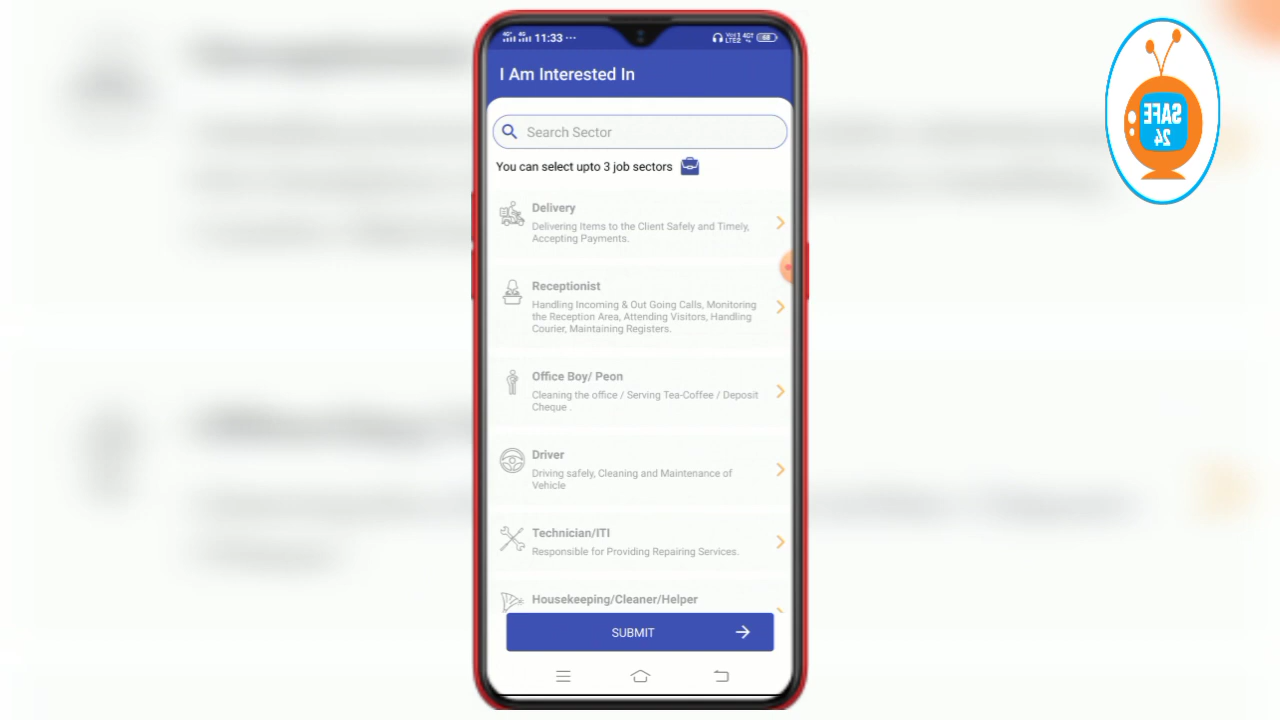 11:33 ...
I Am Interested In
Search Sector
You can select upto 3 job sectors
Delivery
Delivering Items to the Client Safely and Timely,
Accepting Payments.
Receptionist
Handling Incoming & Out Going Calls, Monitoring
the Reception Area, Attending Visitors, Handling
Courier, Maintaining Registers.
Office Boy/ Peon
Cleaning the office / Serving Tea-Coffee / Deposit
Cheque .
Driver
Driving safely, Cleaning and Maintenance of
Vehicle
Technician/ITI
Responsible for Providing Repairing Services.
Housekeeping/Cleaner/Helper
SUBMIT
SAFE
24